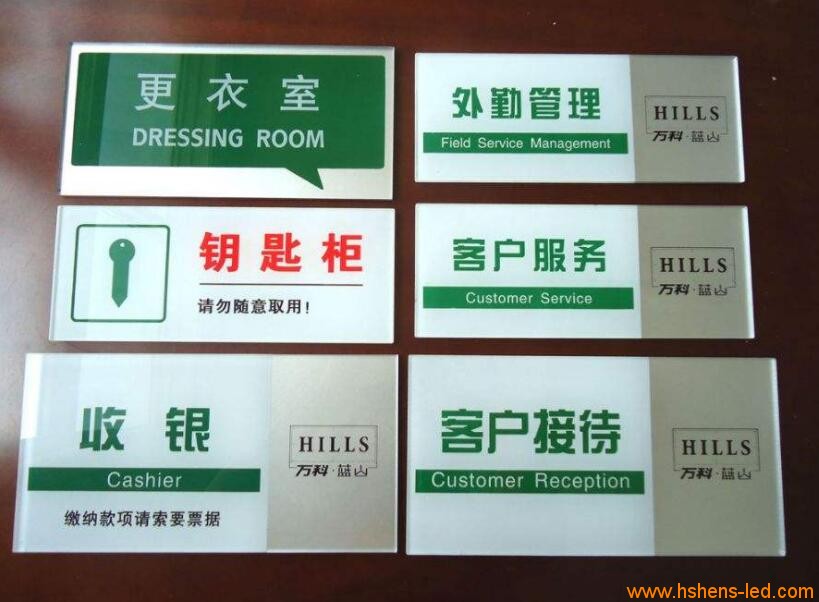 更衣室
DRESSING ROOM
外勤管理
Field Service Management
HILLS
万科·蓝山
钥匙柜
请勿随意取用！
客户服务
Customer Service
HILLS
万科·蓝山
收银
Cashier
缴纳款项请索要票据
HILLS
万科·蓝山
客户接待
Customer Reception
HILLS
万科·蓝山
www.hshens-led.com